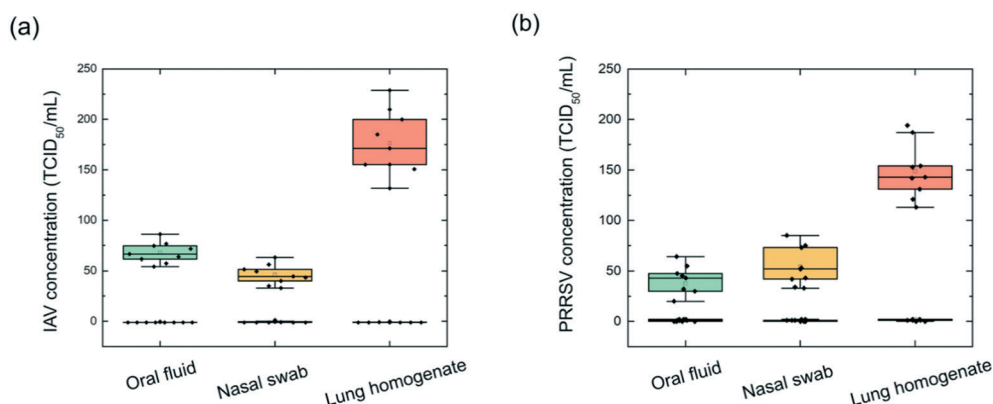 (a)
IAV concentration (TCID50/mL)
250
200
150
100
50
0
Oral fluid
Nasal swab
Lung homogenate
(b)
PRRSV concentration (TCID50/mL)
250
200
150
100
50
0
Oral fluid
Nasal swab
Lung homogenate